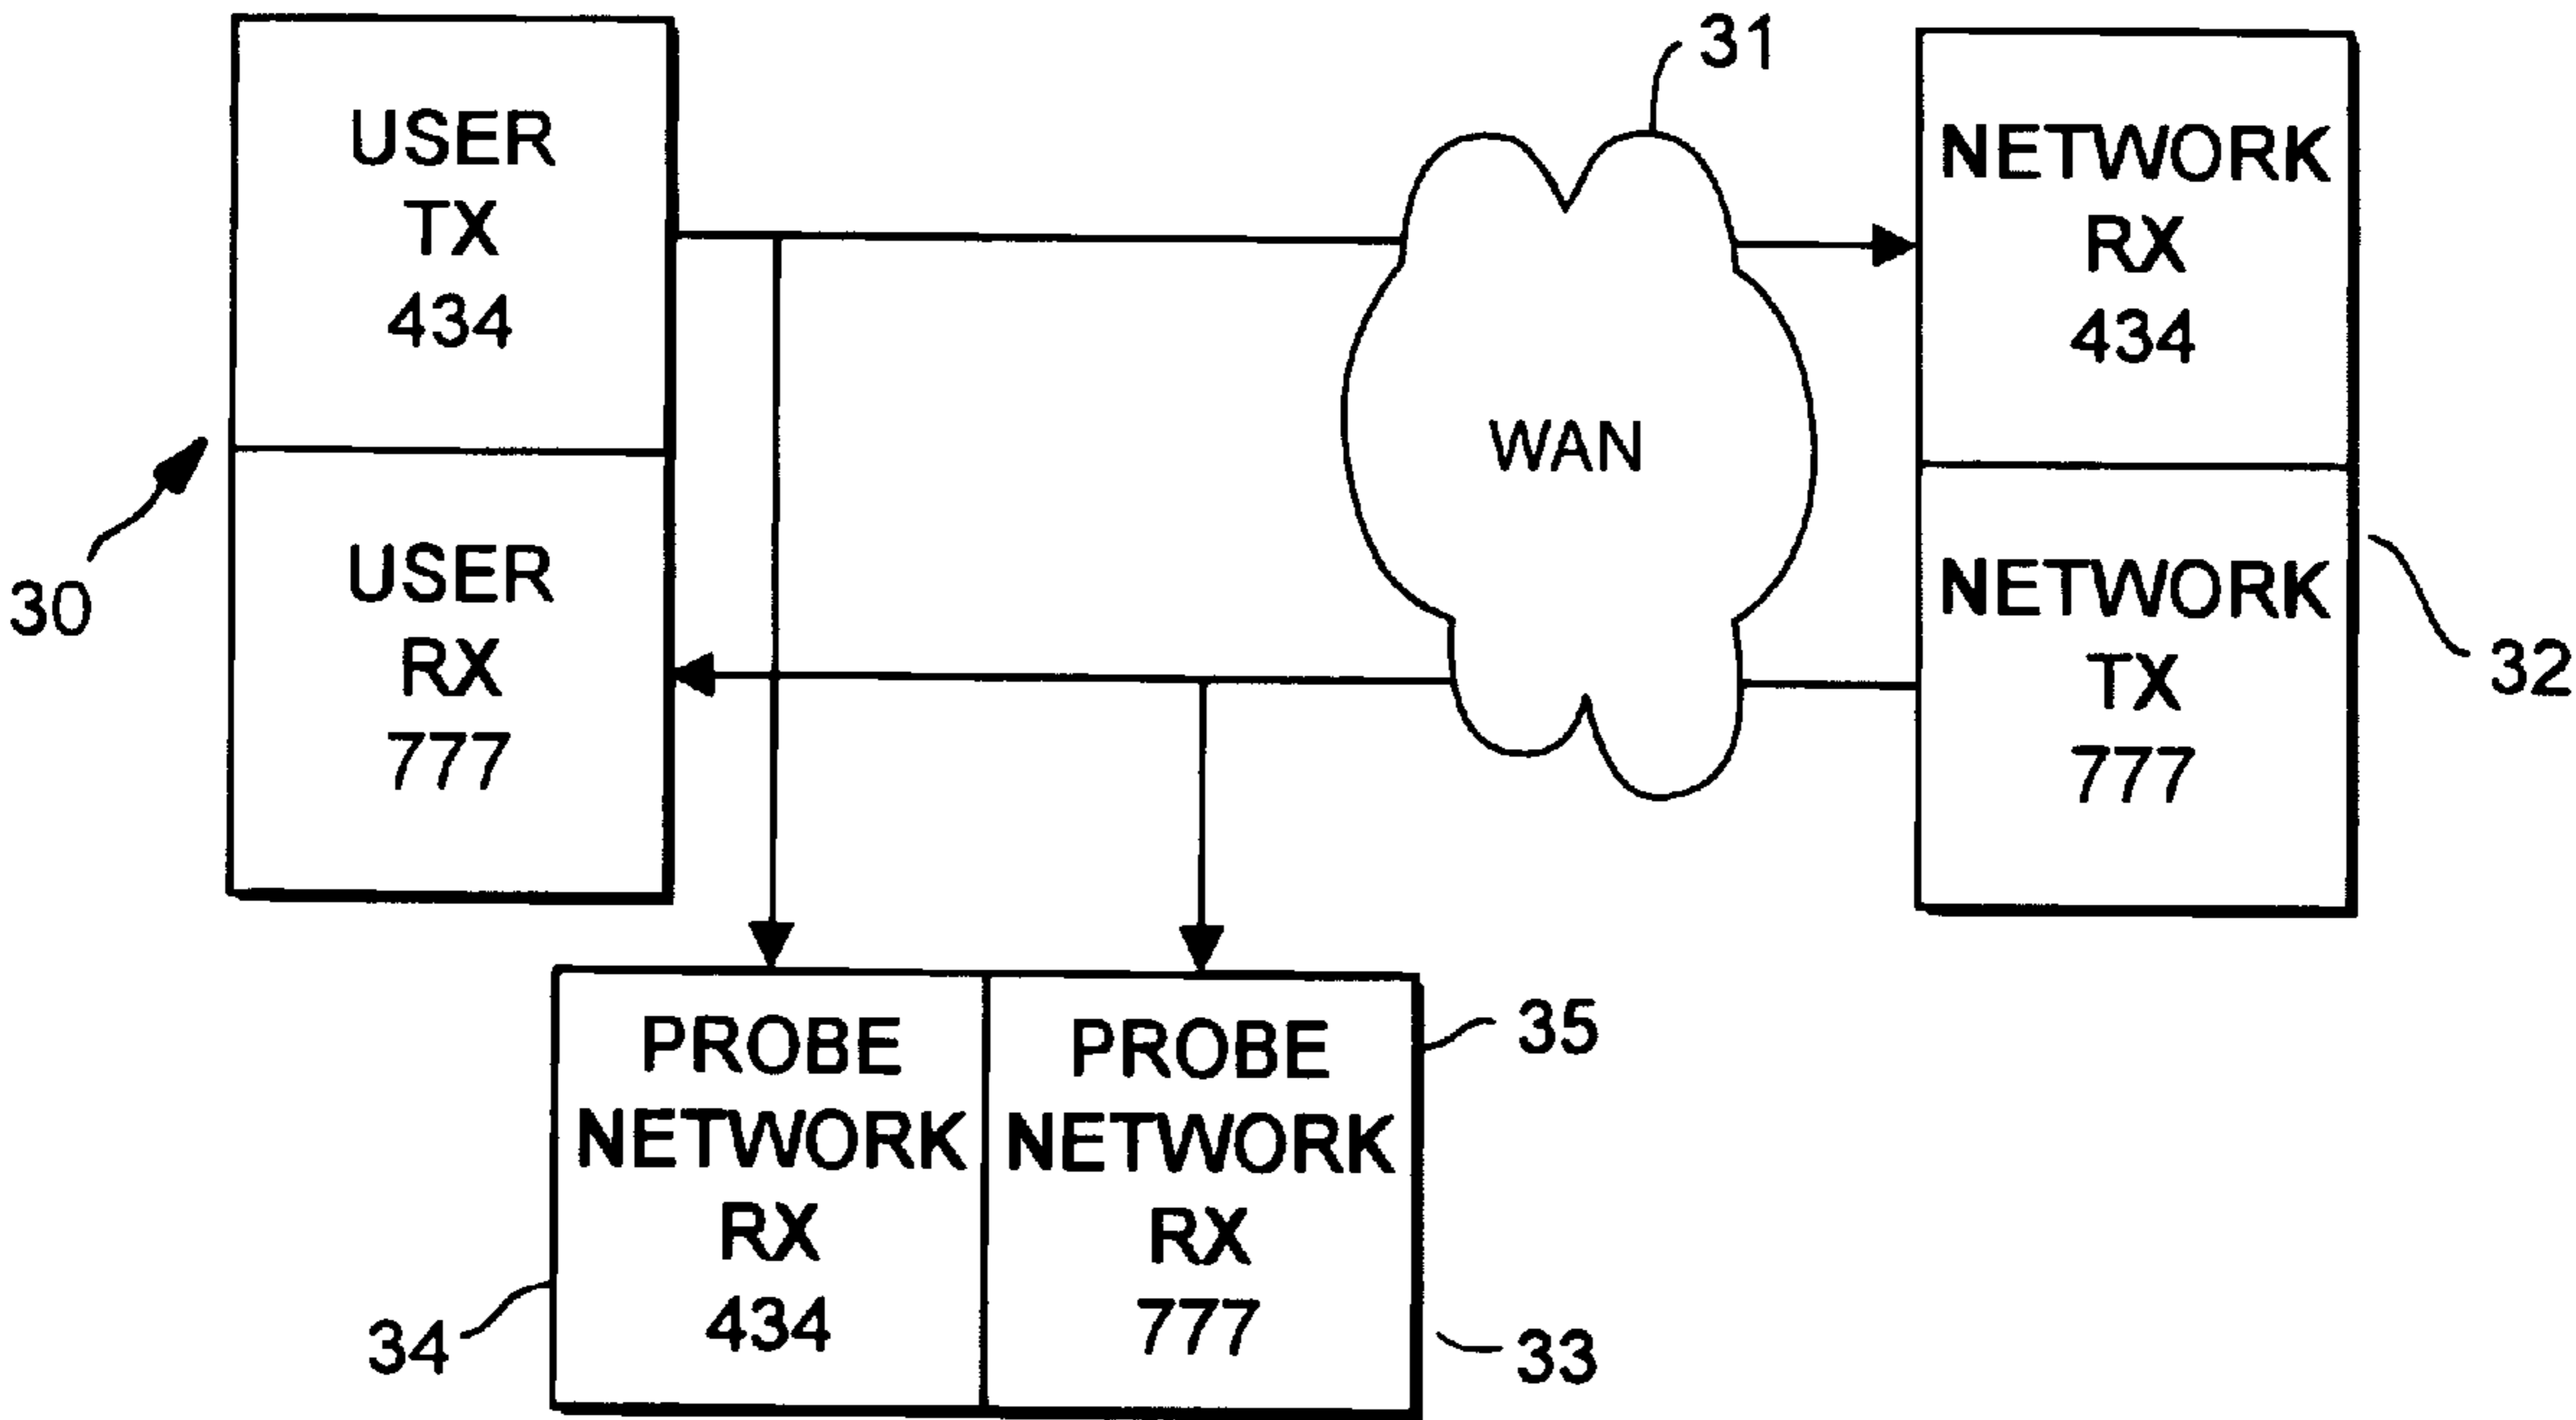 31
USER
TX
434
NETWORK
RX
434
WAN
30
USER
RX
777
NETWORK
TX
777
32
PROBE
NETWORK
RX
434
PROBE
NETWORK
RX
777
35
34
33